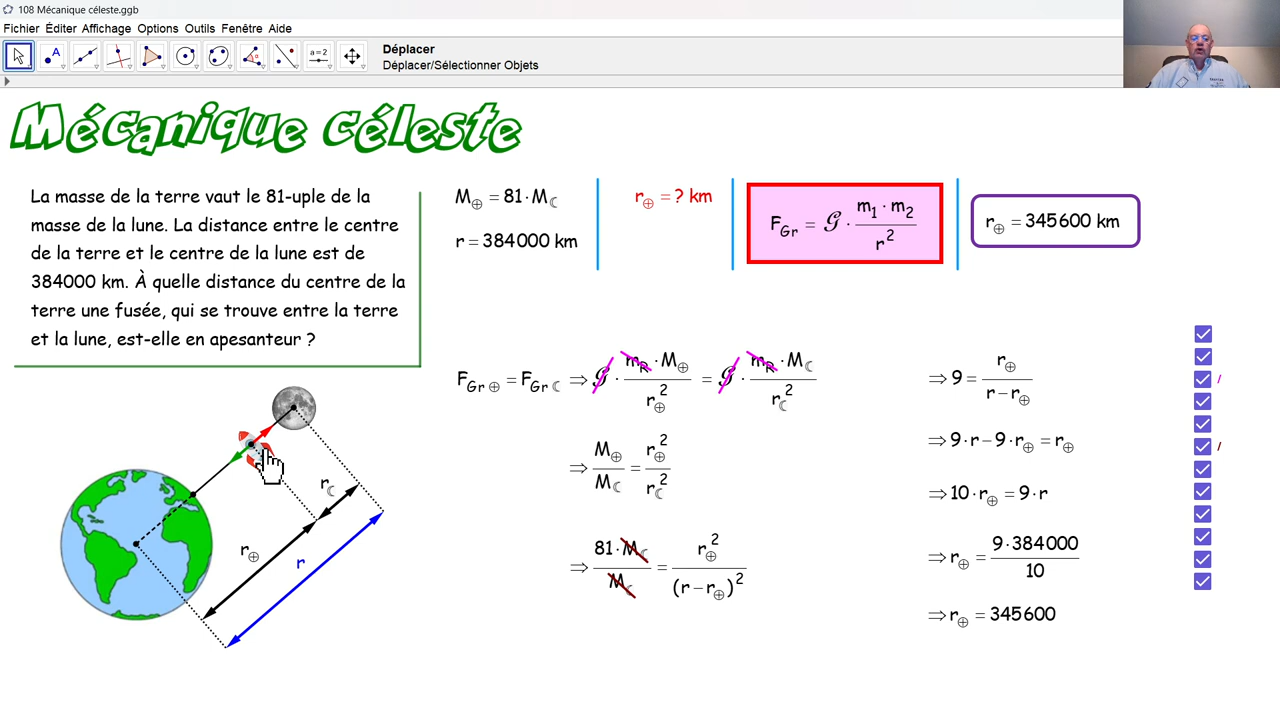 108 Mécanique céleste.ggb
Fichier Éditer Affichage Options Outils Fenêtre Aide
A
a=2
Déplacer
Déplacer/Sélectionner Objets
Mécanique céleste
La masse de la terre vaut le 81-uple de la
masse de la lune. La distance entre le centre
de la terre et le centre de la lune est de
384000 km. À quelle distance du centre de la
terre une fusée, qui se trouve entre la terre
et la lune, est-elle en apesanteur ?
M⊕ = 81 · M☾
r = 384000 km
r⊕ = ? km
F_Gr = 𝒢 · (m₁ · m₂) / r²
r⊕ = 345600 km
F_Gr⊕ = F_Gr☾ ⇒ 𝒢 · (m_R · M⊕) / r⊕² = 𝒢 · (m_R · M☾) / r☾²
⇒ M⊕ / M☾ = r⊕² / r☾²
⇒ (81 · M☾) / M☾ = r⊕² / (r − r⊕)²
⇒ 9 = r⊕ / (r − r⊕)
⇒ 9 · r − 9 · r⊕ = r⊕
⇒ 10 · r⊕ = 9 · r
⇒ r⊕ = (9 · 384000) / 10
⇒ r⊕ = 345600
r☾
r⊕
r